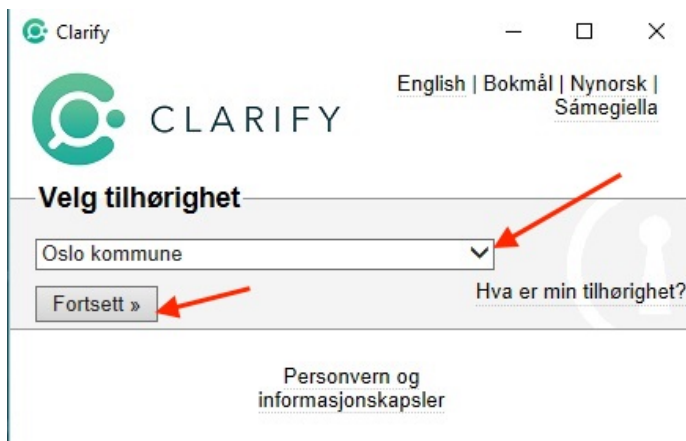 Clarify
English | Bokmål | Nynorsk |
Sámegiella
CLARIFY
Velg tilhørighet
Oslo kommune
Fortsett »
Hva er min tilhørighet?
Personvern og
informasjonskapsler